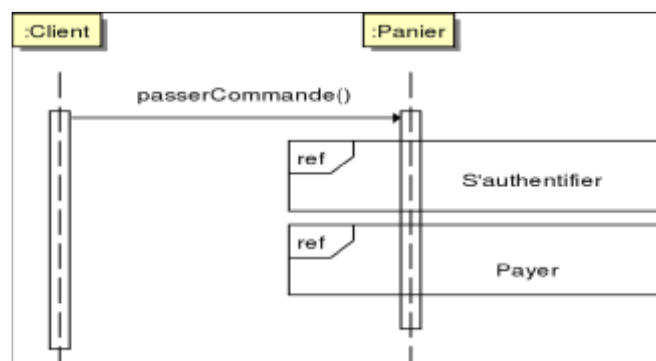 :Client
:Panier
passerCommande()
ref
S'authentifier
ref
Payer